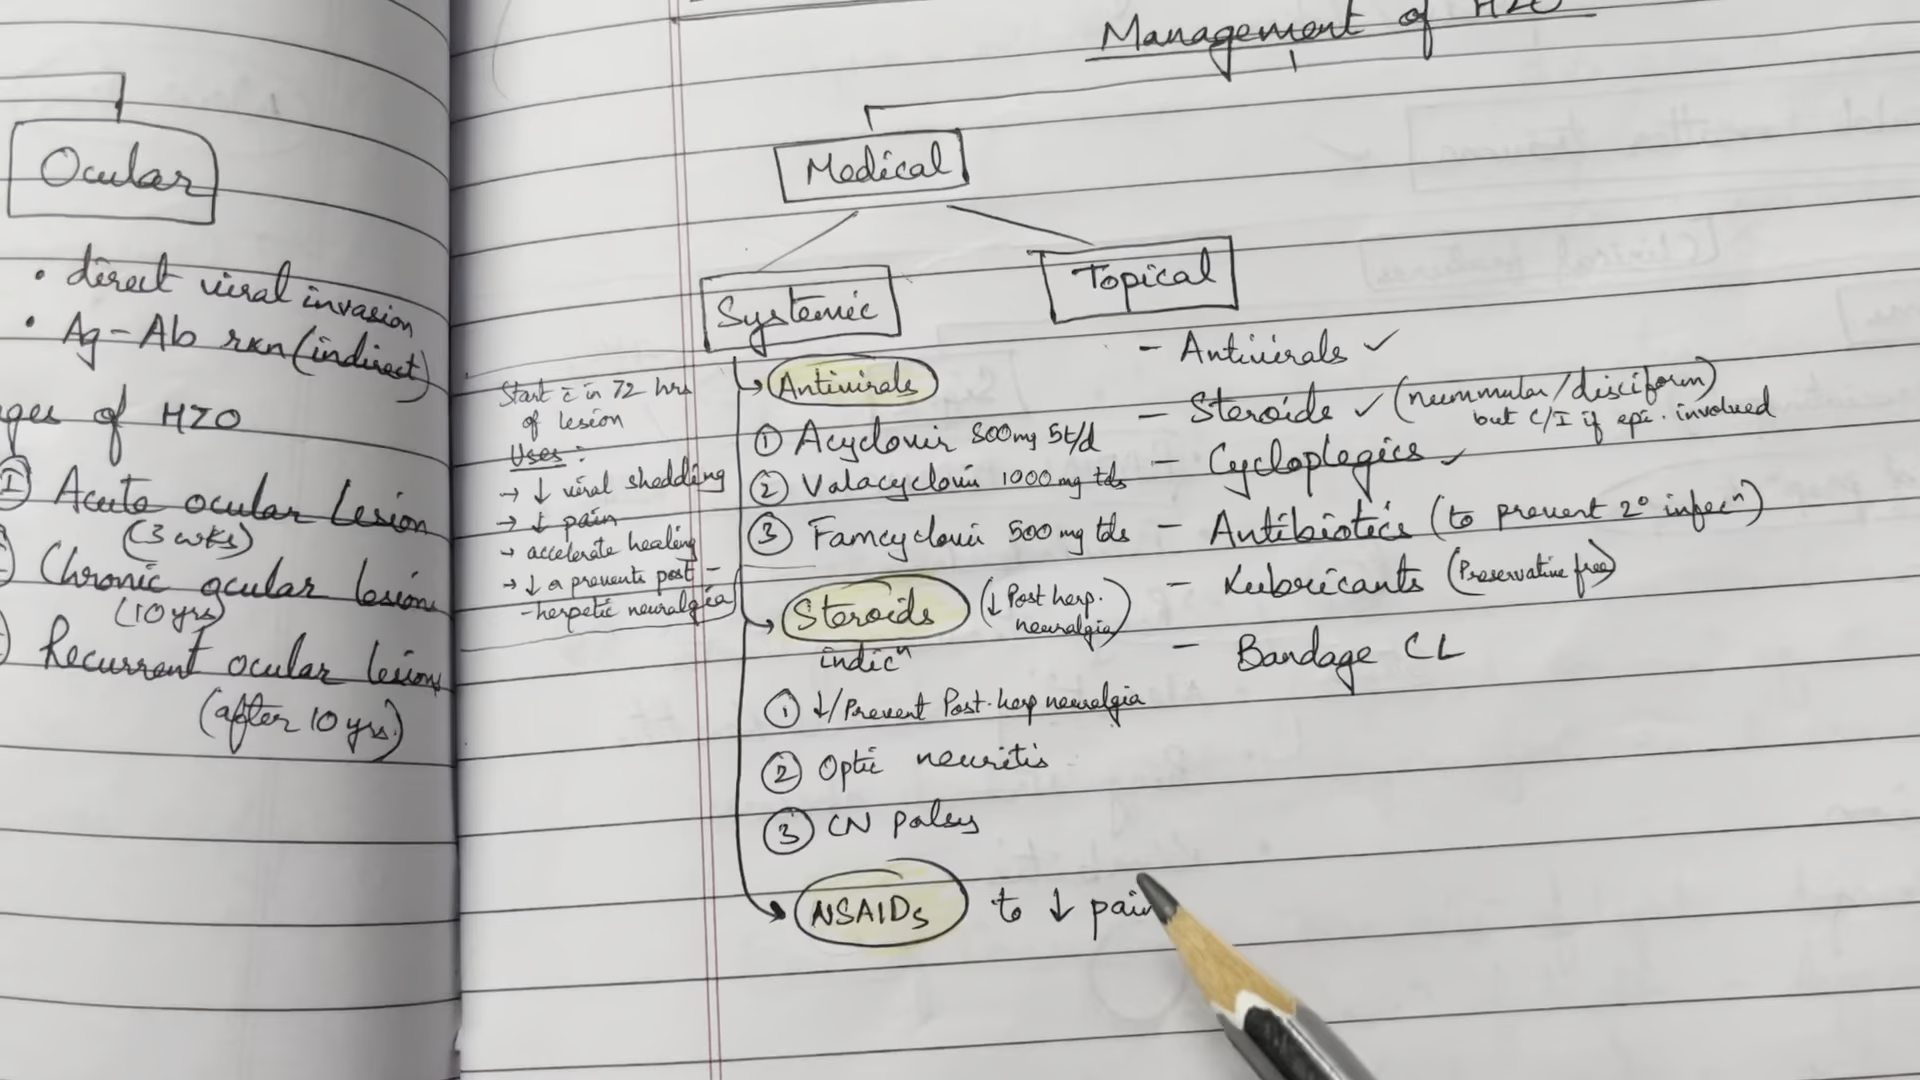 Ocular
• direct viral invasion
• Ag-Ab rxn (indirect)
ges of HZO
I Acute ocular lesion
(3 wks)
Chronic ocular lesions
(10 yrs)
Recurrent ocular lesions
(after 10 yrs.)
Management of HZO
Medical
Systemic
Topical
Start c̄ in 72 hrs
of lesion
Uses :
→ ↓ viral shedding
→ ↓ pain
→ accelerate healing
→ ↓ a prevents post -
- herpetic neuralgia
Antivirals
① Acyclovir 800mg 5t/d
② Valacyclovir 1000 mg tds
③ Famcyclovir 500 mg tds
Steroids (↓ Post herp.
neuralgia)
indicⁿ
① ↓/Prevent Post-herp neuralgia
② Optic neuritis
③ CN palsy
NSAIDs to ↓ pain
- Antivirals ✓
- Steroids ✓ (nummular/disciform)
but C/I if epi. involved
- Cycloplegics ✓
- Antibiotics (to prevent 2° infecⁿ)
- Lubricants (Preservative free)
- Bandage CL